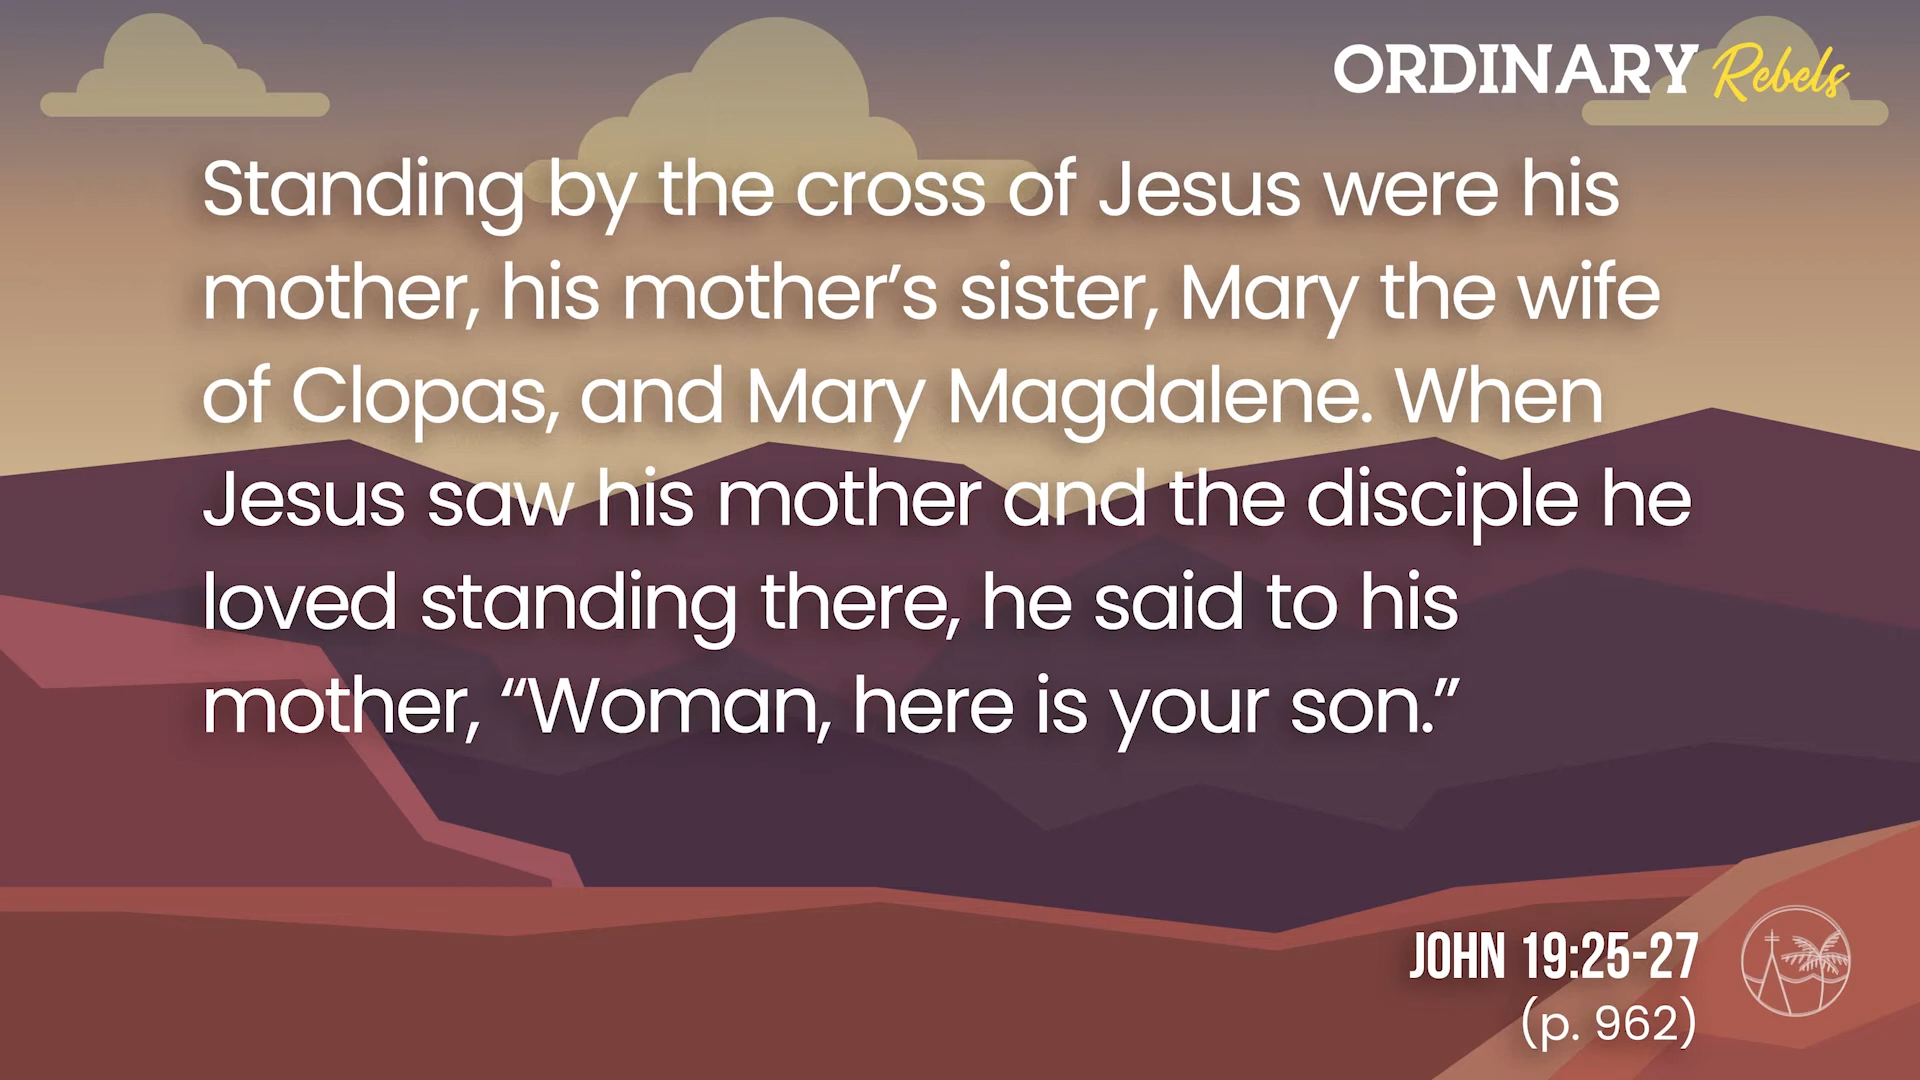 ORDINARY Rebels
Standing by the cross of Jesus were his
mother, his mother’s sister, Mary the wife
of Clopas, and Mary Magdalene. When
Jesus saw his mother and the disciple he
loved standing there, he said to his
mother, “Woman, here is your son.”
JOHN 19:25-27
(p. 962)